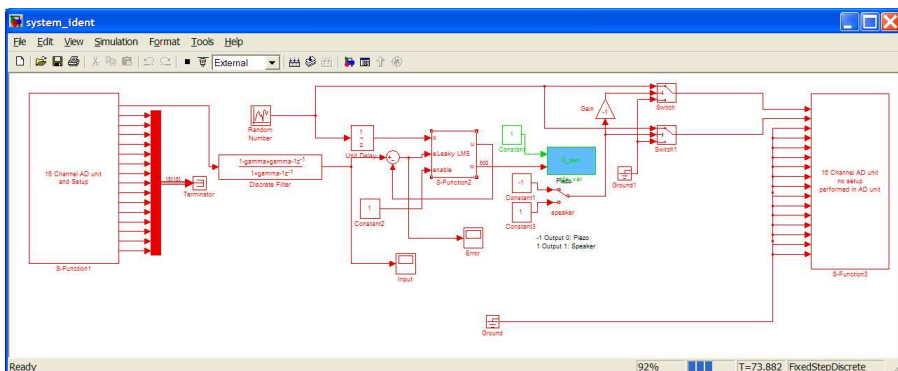 system_ident
File Edit View Simulation Format Tools Help
External
16 Channel AD unit
and Setup
S-Function1
Terminator
Random
Number
1
z
Unit Delay
1-gamma+gamma-1z⁻¹
1+gamma-1z⁻¹
Discrete Filter
1
Constant2
x
eLeaky LMS
enable
u
w
S-Function2
500
Error
Input
1
Constant
Piezo
-1
Constant1
1
Constant3
speaker
-1 Output 0: Piezo
1 Output 1: Speaker
Gain
-1
Switch
Switch1
Ground1
Ground
16 Channel AD unit
no setup
performed in AD unit
S-Function3
Ready
92%
T=73.882
FixedStepDiscrete